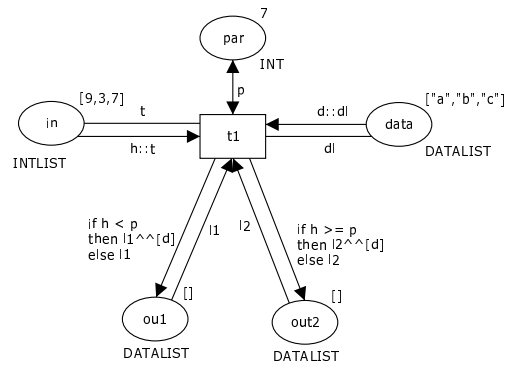 7
par
INT
p
[9,3,7]
in
INTLIST
t
h::t
t1
d::dl
dl
["a","b","c"]
data
DATALIST
if h < p
then l1^^[d]
else l1
l1
l2
if h >= p
then l2^^[d]
else l2
[]
ou1
DATALIST
[]
out2
DATALIST